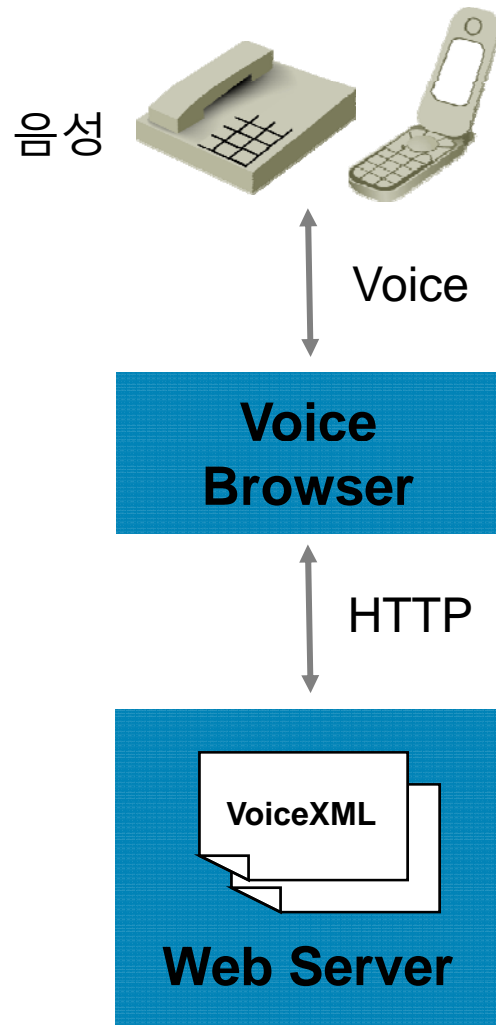 음성
Voice
Voice
Browser
HTTP
VoiceXML
Web Server